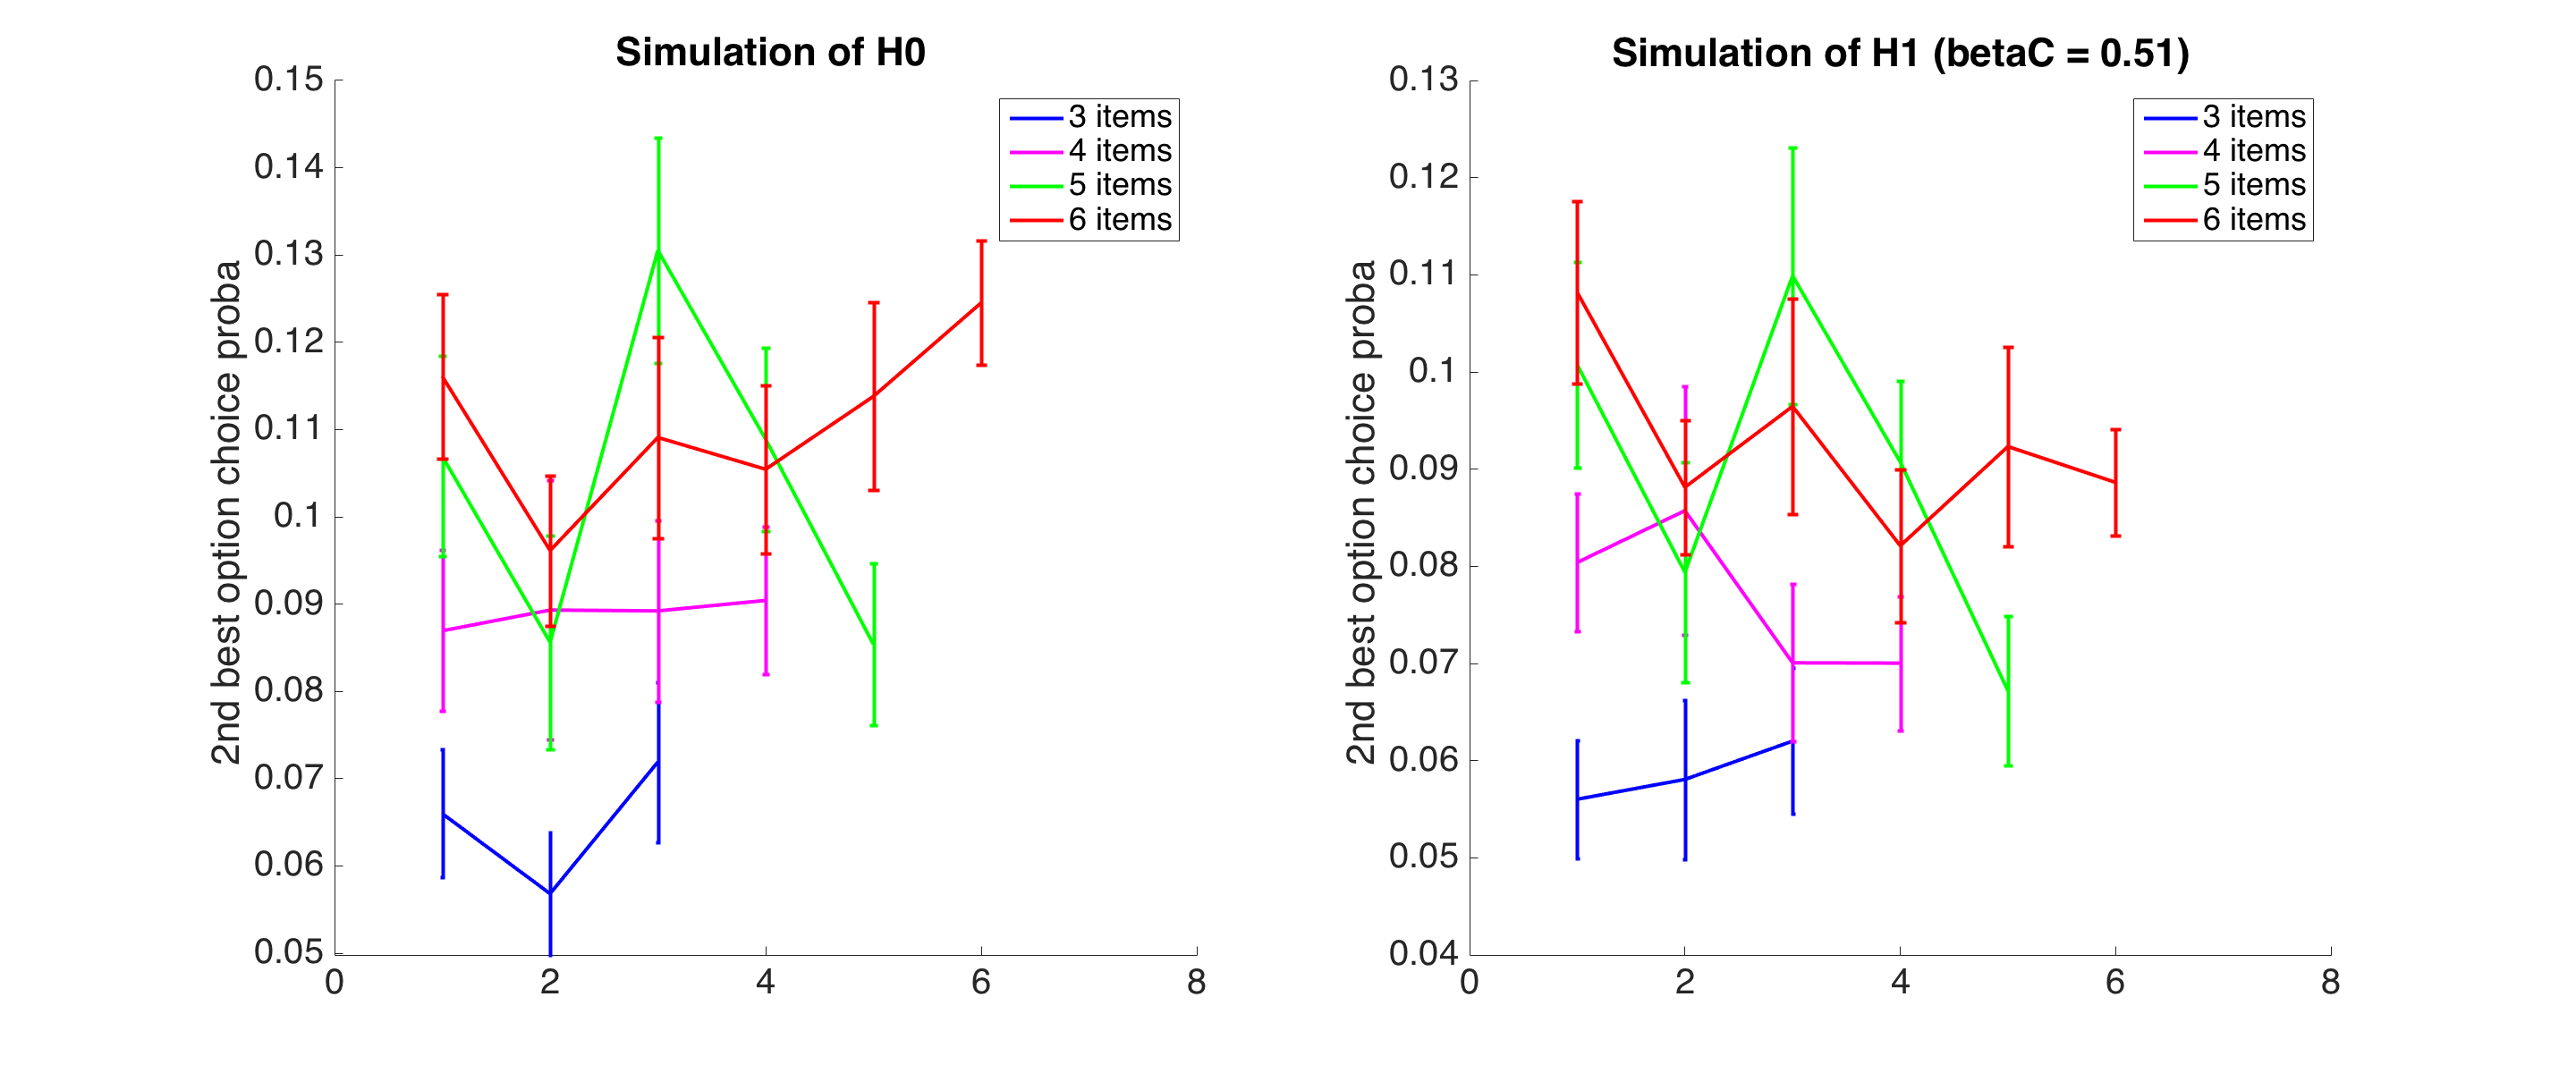 Simulation of H0
0.15
0.14
0.13
0.12
0.11
0.1
0.09
0.08
0.07
0.06
0.05
0
2
4
6
8
2nd best option choice proba
3 items
4 items
5 items
6 items
Simulation of H1 (betaC = 0.51)
0.13
0.12
0.11
0.1
0.09
0.08
0.07
0.06
0.05
0.04
0
2
4
6
8
2nd best option choice proba
3 items
4 items
5 items
6 items